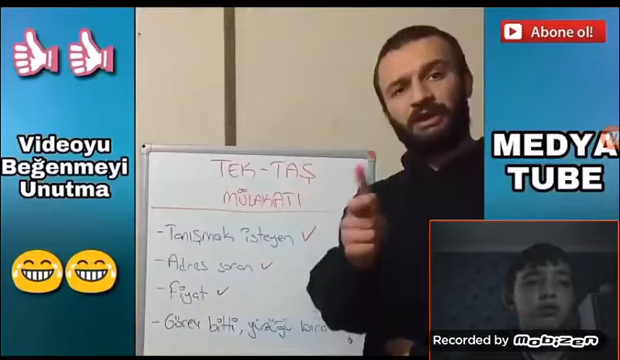 Abone ol!
Videoyu
Beğenmeyi
Unutma
MEDYA
TUBE
TEK-TAŞ
MÜLAKATI
- Tanışmak isteyen ✓
- Adres soran ✓
- Fiyat ✓
- Görev bitti, yüzüğü
Recorded by MOBIZEN